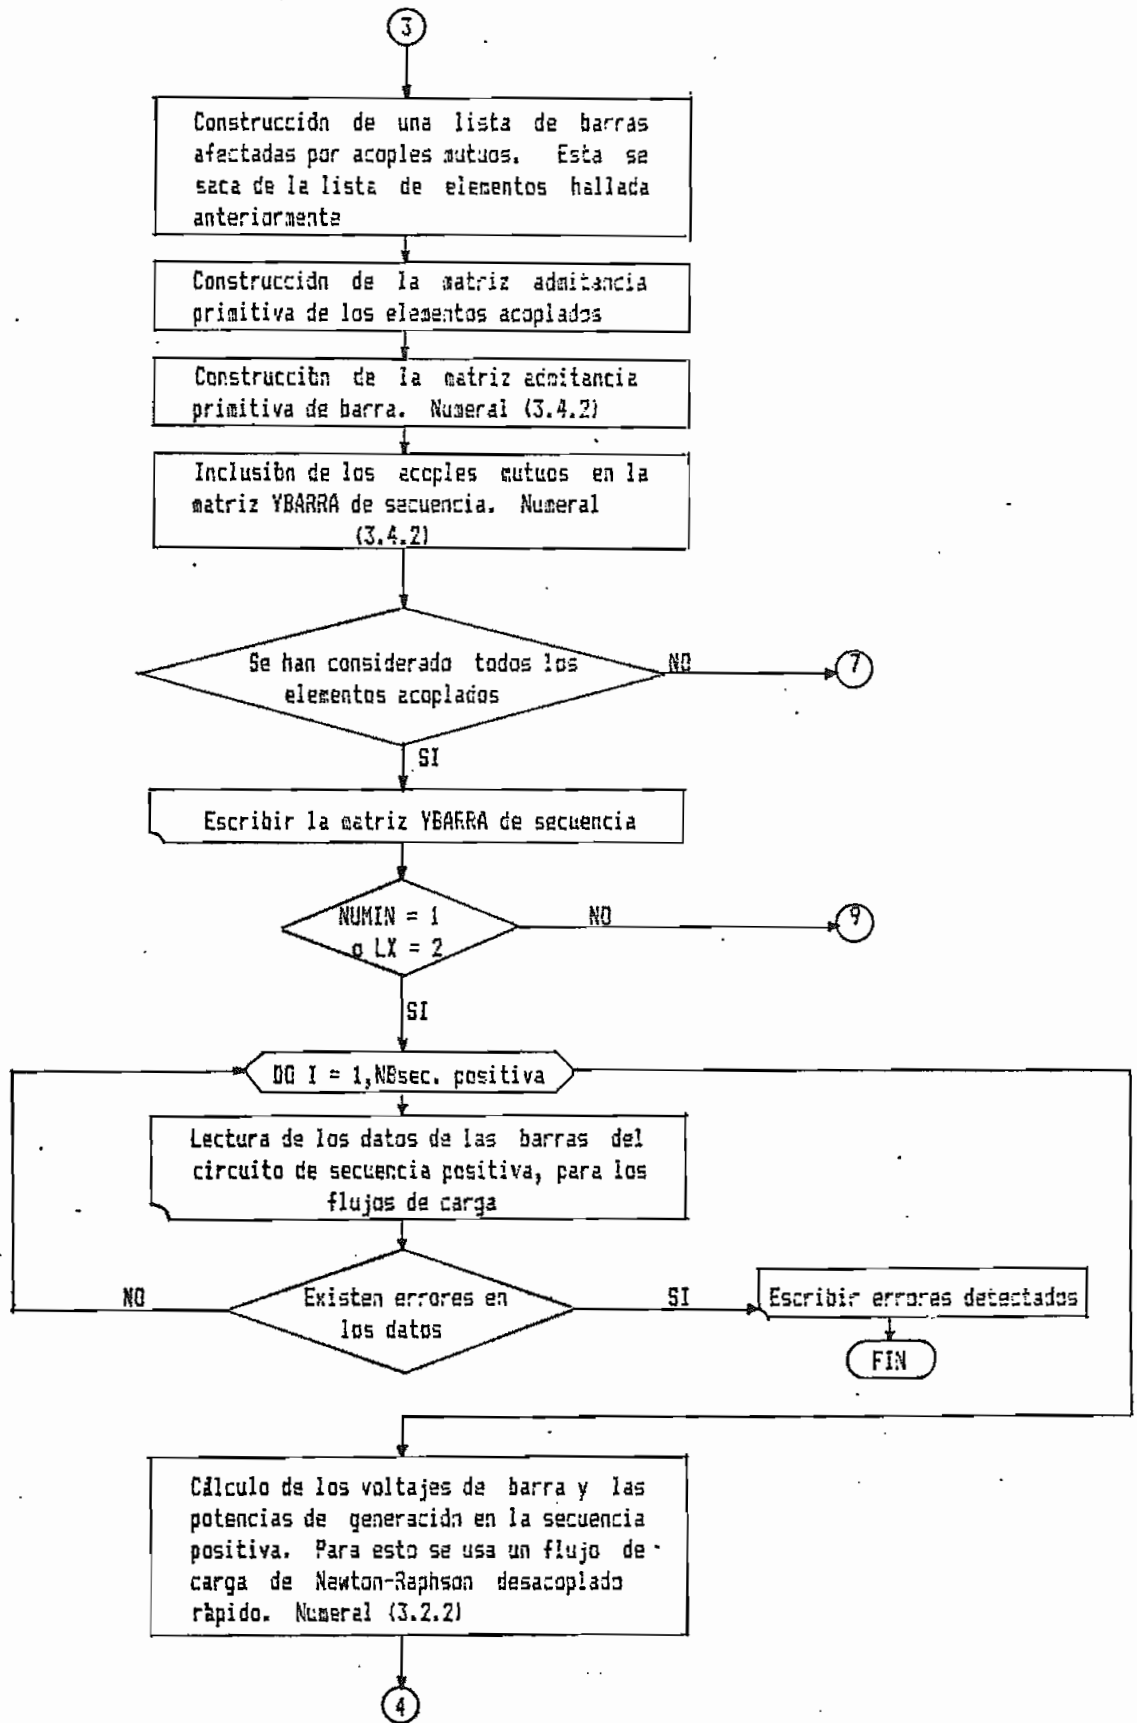 3
Construcción de una lista de barras
afectadas por acoples mutuos. Esta se
saca de la lista de elementos hallada
anteriormente
Construcción de la matriz admitancia
primitiva de los elementos acoplados
Construcción de la matriz admitancia
primitiva de barra. Numeral (3.4.2)
Inclusión de los acoples mutuos en la
matriz YBARRA de secuencia. Numeral
(3.4.2)
Se han considerado todos los
elementos acoplados
NO
7
SI
Escribir la matriz YBARRA de secuencia
NUMIN = 1
o LX = 2
NO
9
SI
DO I = 1,NBsec. positiva
Lectura de los datos de las barras del
circuito de secuencia positiva, para los
flujos de carga
NO
Existen errores en
los datos
SI
Escribir errores detectados
FIN
Cálculo de los voltajes de barra y las
potencias de generación en la secuencia
positiva. Para esto se usa un flujo de
carga de Newton-Raphson desacoplado
ràpido. Numeral (3.2.2)
4